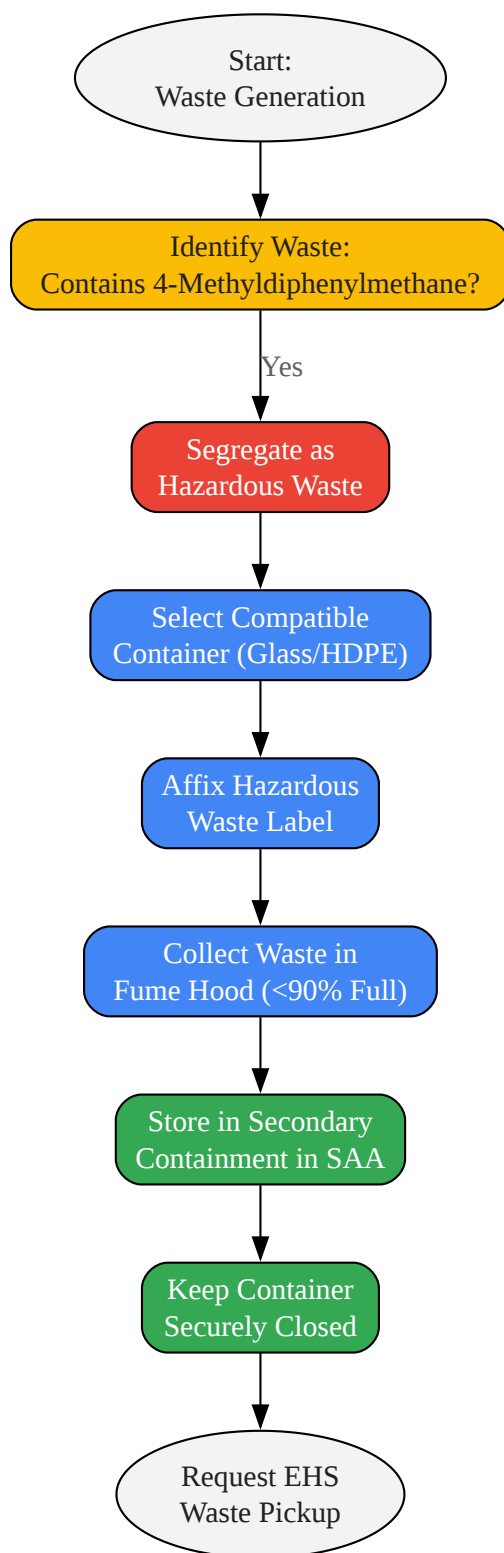 Start:
Waste Generation
Identify Waste:
Contains 4-Methyldiphenylmethane?
Yes
Segregate as
Hazardous Waste
Select Compatible
Container (Glass/HDPE)
Affix Hazardous
Waste Label
Collect Waste in
Fume Hood (<90% Full)
Store in Secondary
Containment in SAA
Keep Container
Securely Closed
Request EHS
Waste Pickup